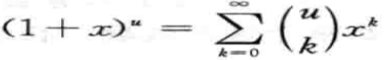 (1 + x)^u = \sum_{k=0}^{\infty} \binom{u}{k} x^k